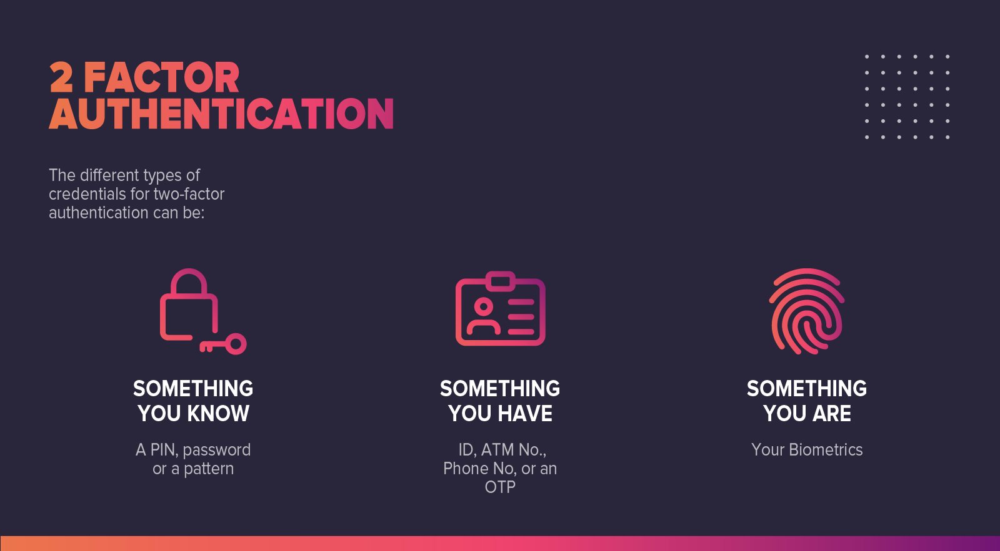 2 FACTOR
AUTHENTICATION
The different types of
credentials for two-factor
authentication can be:
SOMETHING
YOU KNOW
A PIN, password
or a pattern
SOMETHING
YOU HAVE
ID, ATM No.,
Phone No, or an
OTP
SOMETHING
YOU ARE
Your Biometrics